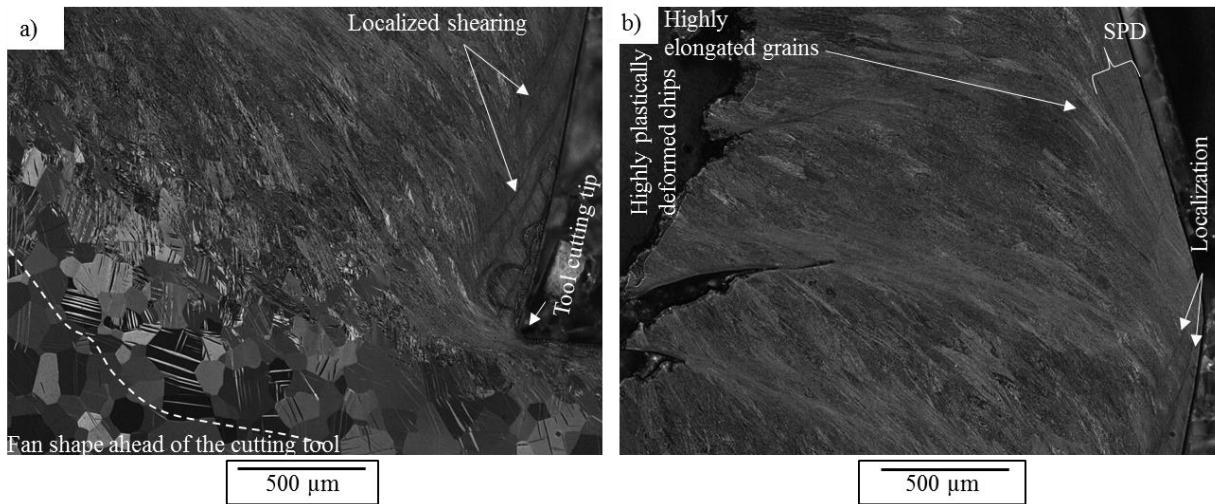 a)
Localized shearing
Tool cutting tip
Fan shape ahead of the cutting tool
500 µm
b)
Highly
elongated grains
SPD
Highly plastically
deformed chips
Localization
500 µm